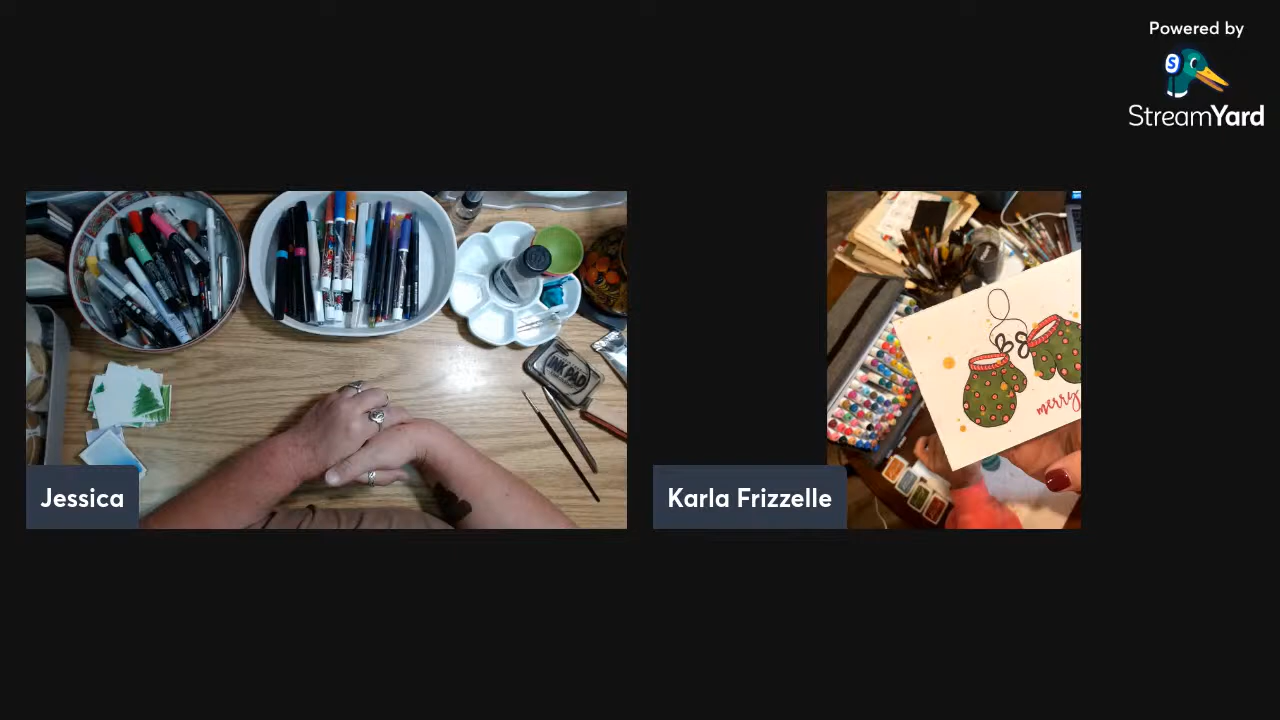 Powered by
S
StreamYard
INK PAD
merry
Jessica
Karla Frizzelle